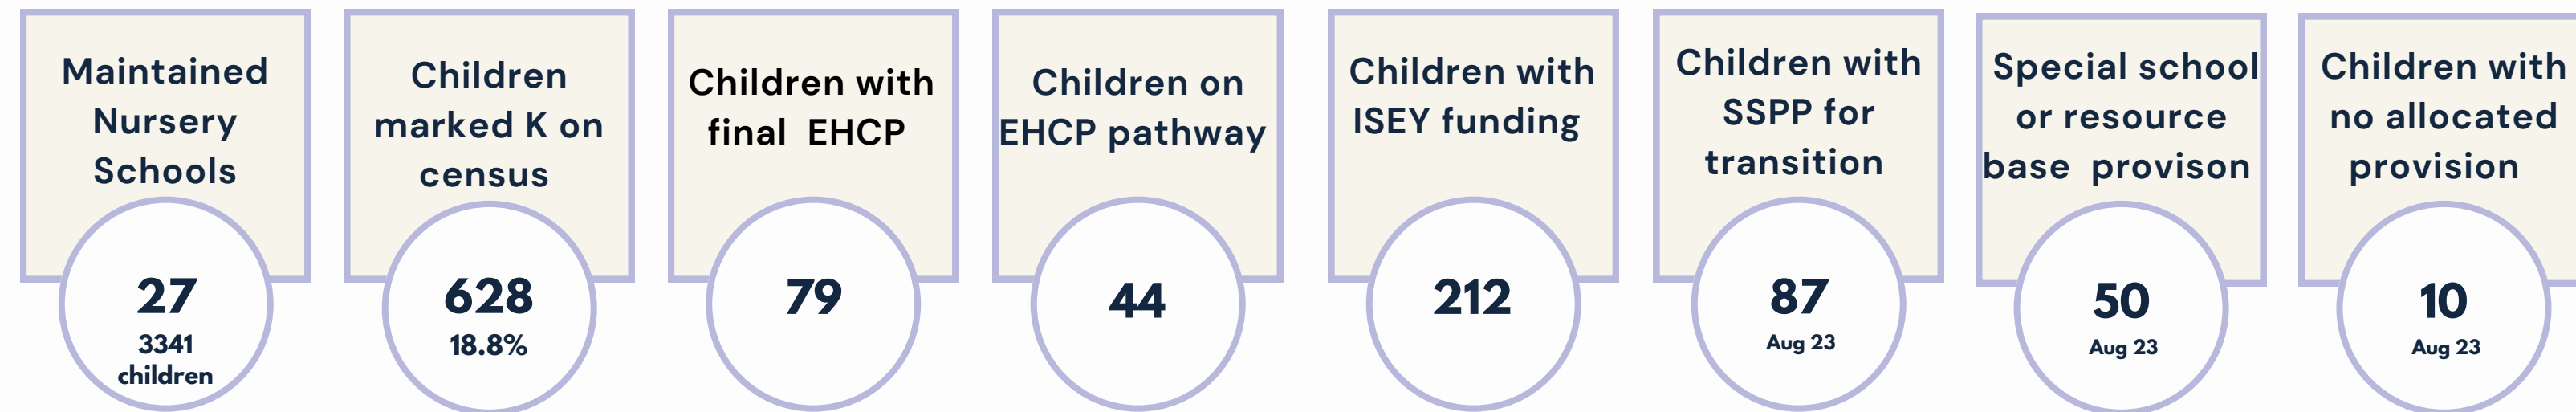 Maintained
Nursery
Schools
27
3341
children
Children
marked K on
census
628
18.8%
Children with
final EHCP
79
Children on
EHCP pathway
44
Children with
ISEY funding
212
Children with
SSPP for
transition
87
Aug 23
Special school
or resource
base provison
50
Aug 23
Children with
no allocated
provision
10
Aug 23